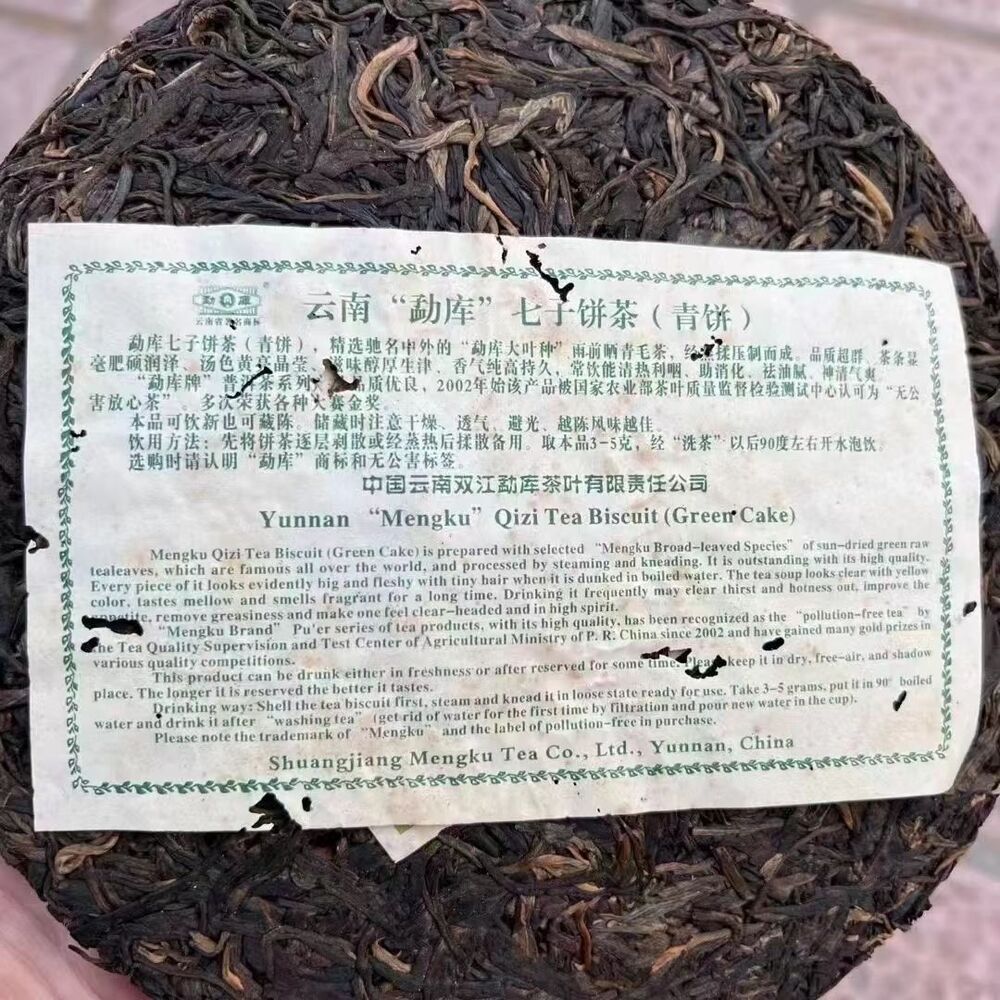 勐库
云南省著名商标
云南“勐库”七子饼茶（青饼）
勐库七子饼茶（青饼），精选驰名中外的“勐库大叶种”雨前晒青毛茶，经 揉压制而成。品质超群，茶条显
毫肥硕润泽、汤色黄亮晶莹、滋味醇厚生津、香气纯高持久，常饮能清热利咽、助消化、祛油腻、神清气爽。
“勐库牌”普 茶系列 品质优良，2002年始该产品被国家农业部茶叶质量监督检验测试中心认可为“无公
害放心茶”。多次荣获各种大赛金奖。
本品可饮新也可藏陈。储藏时注意干燥、透气、避光、越陈风味越佳。
饮用方法：先将饼茶逐层剥散或经蒸热后揉散备用。取本品3-5克，经“洗茶”以后90度左右开水泡饮。
选购时请认明“勐库”商标和无公害标签。
中国云南双江勐库茶叶有限责任公司
Yunnan “Mengku” Qizi Tea Biscuit (Green Cake)
Mengku Qizi Tea Biscuit (Green Cake) is prepared with selected “Mengku Broad-leaved Species” of sun-dried green raw
tealeaves, which are famous all over the world, and processed by steaming and kneading. It is outstanding with its high quality.
Every piece of it looks evidently big and fleshy with tiny hair when it is dunked in boiled water. The tea soup looks clear with yellow
color, tastes mellow and smells fragrant for a long time. Drinking it frequently may clear thirst and hotness out, improve the
appetite, remove greasiness and make one feel clear-headed and in high spirit.
“Mengku Brand” Pu'er series of tea products, with its high quality, has been recognized as the “pollution-free tea” by
the Tea Quality Supervision and Test Center of Agricultural Ministry of P. R. China since 2002 and have gained many gold prizes in
various quality competitions.
This product can be drunk either in freshness or after reserved for some time. Please keep it in dry, free-air, and shadow
place. The longer it is reserved the better it tastes.
Drinking way: Shell the tea biscuit first, steam and knead it in loose state ready for use. Take 3-5 grams, put it in 90° boiled
water and drink it after “washing tea” (get rid of water for the first time by filtration and pour new water in the cup).
Please note the trademark of “Mengku” and the label of pollution-free in purchase.
Shuangjiang Mengku Tea Co., Ltd., Yunnan, China